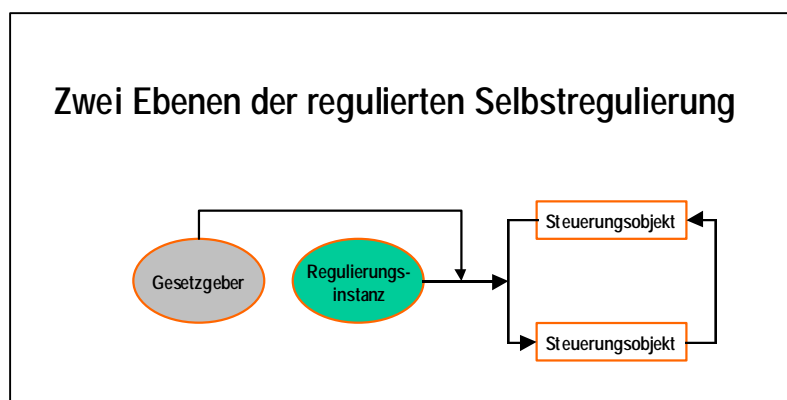 Zwei Ebenen der regulierten Selbstregulierung
Steuerungsobjekt
Gesetzgeber
Regulierungs-
instanz
Steuerungsobjekt